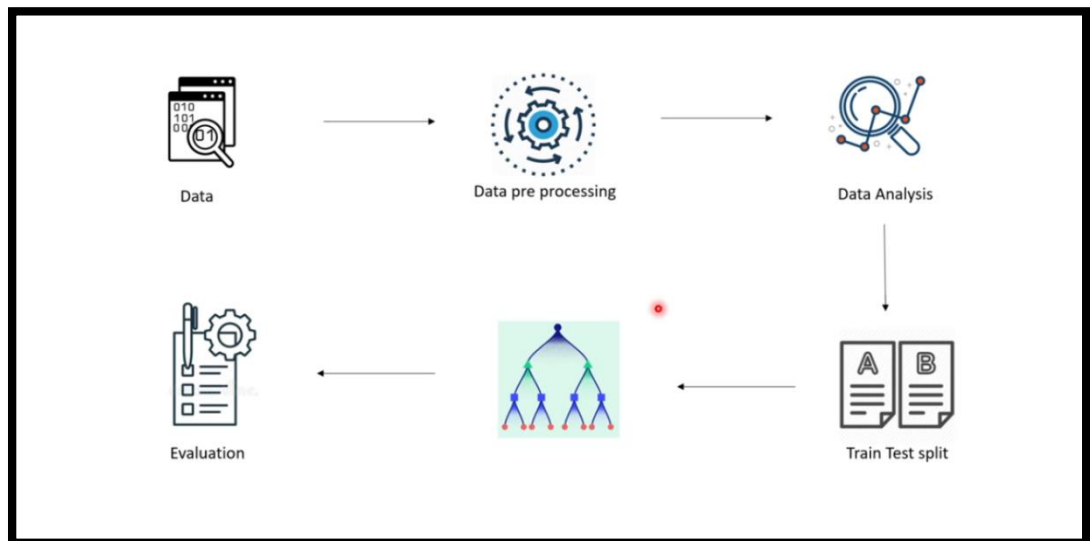 010
101
00
01
Data
Data pre processing
Data Analysis
A
B
Train Test split
Evaluation